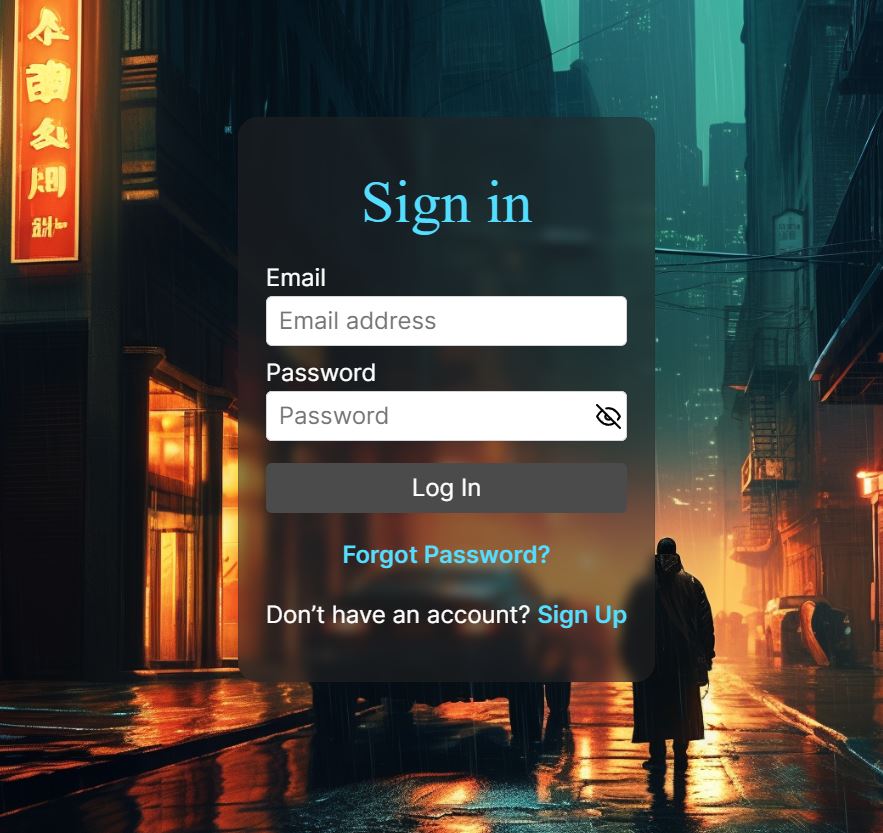 Sign in
Email
Email address
Password
Password
Log In
Forgot Password?
Don’t have an account? Sign Up